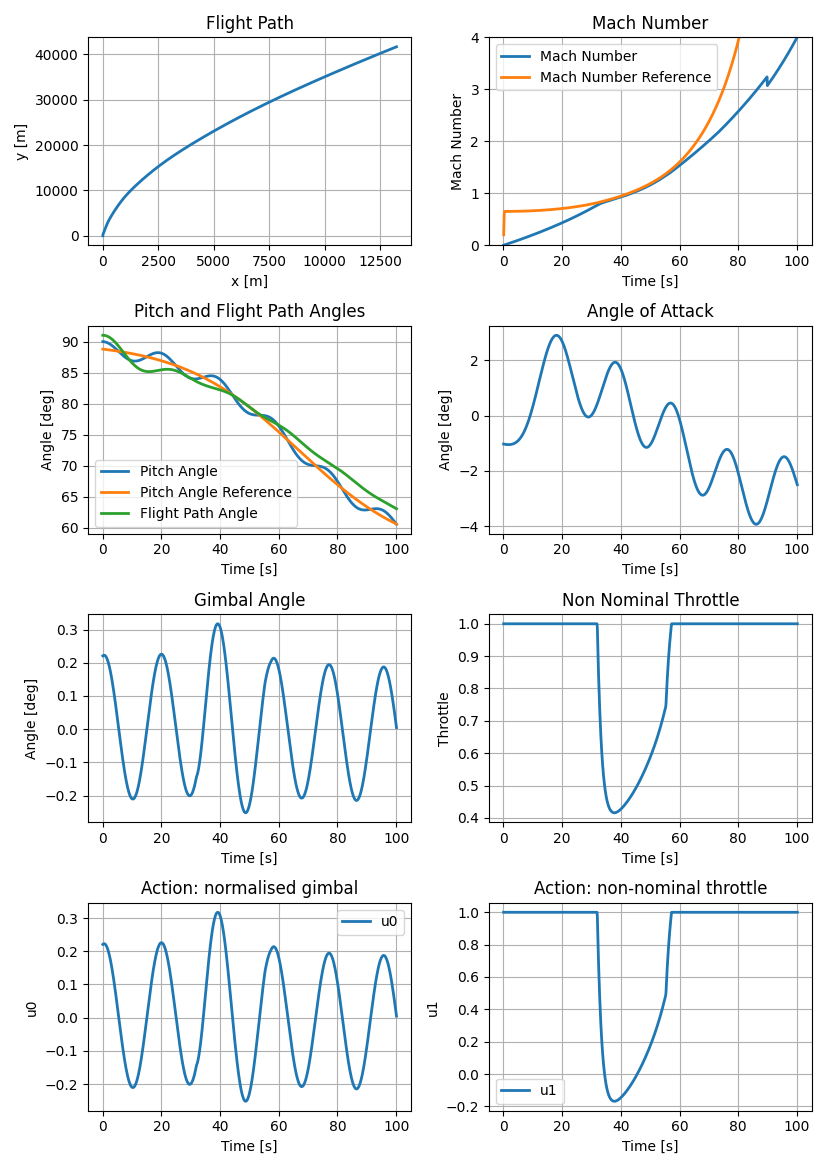 Flight Path
y [m]
40000
30000
20000
10000
0
0 2500 5000 7500 10000 12500
x [m]
Mach Number
Mach Number
4
3
2
1
0
Mach Number
Mach Number Reference
0 20 40 60 80 100
Time [s]
Pitch and Flight Path Angles
Angle [deg]
90
85
80
75
70
65
60
Pitch Angle
Pitch Angle Reference
Flight Path Angle
0 20 40 60 80 100
Time [s]
Angle of Attack
Angle [deg]
2
0
−2
−4
0 20 40 60 80 100
Time [s]
Gimbal Angle
Angle [deg]
0.3
0.2
0.1
0.0
−0.1
−0.2
0 20 40 60 80 100
Time [s]
Non Nominal Throttle
Throttle
1.0
0.9
0.8
0.7
0.6
0.5
0.4
0 20 40 60 80 100
Time [s]
Action: normalised gimbal
u0
0.3
0.2
0.1
0.0
−0.1
−0.2
u0
0 20 40 60 80 100
Time [s]
Action: non-nominal throttle
u1
1.0
0.8
0.6
0.4
0.2
0.0
−0.2
u1
0 20 40 60 80 100
Time [s]